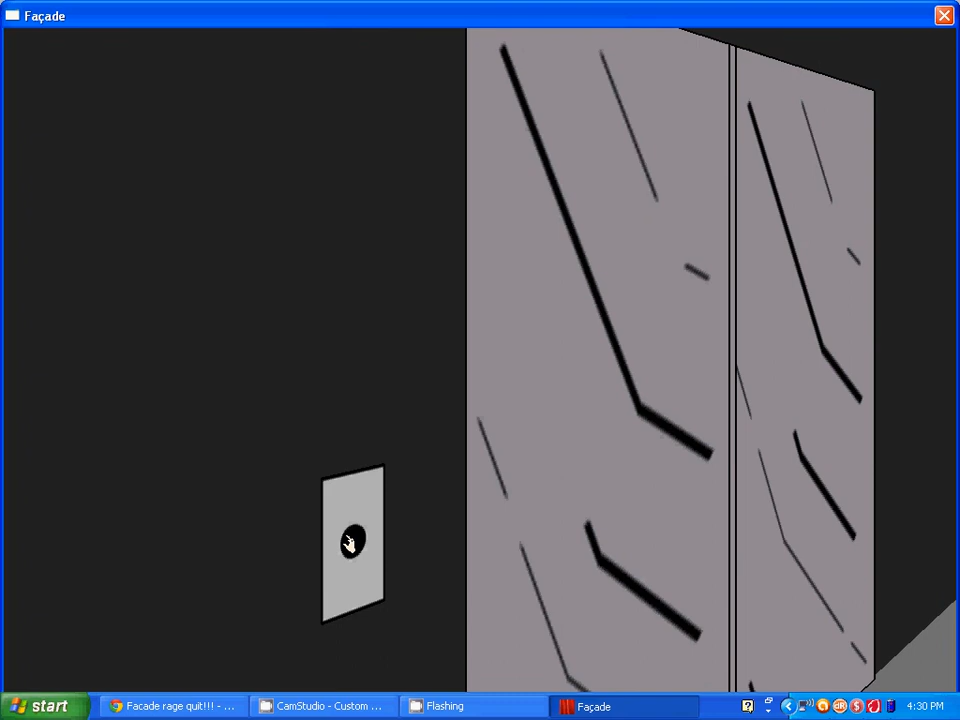 Façade
start
Facade rage quit!!! - ...
CamStudio - Custom ...
Flashing
Façade
4:30 PM